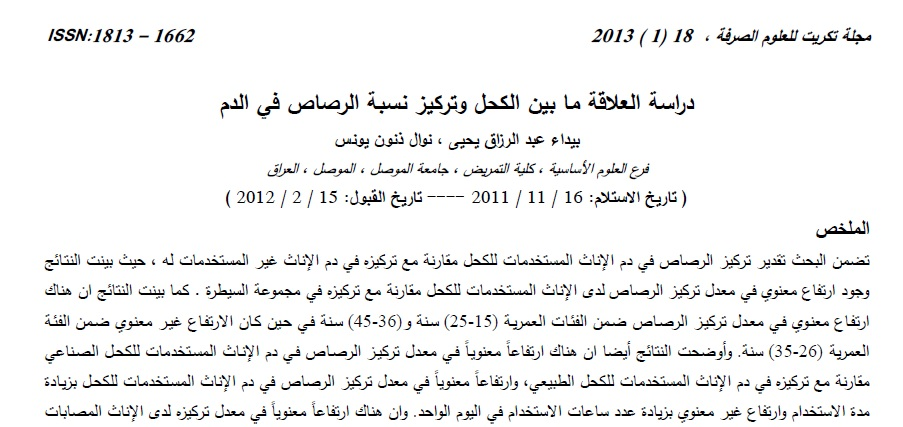 مجلة تكريت للعلوم الصرفة ، 18 (1) 2013 ISSN:1813 – 1662
دراسة العلاقة ما بين الكحل وتركيز نسبة الرصاص في الدم
بيداء عبد الرزاق يحيى ، نوال ذنون يونس
فرع العلوم الأساسية ، كلية التمريض ، جامعة الموصل ، الموصل ، العراق
( تاريخ الاستلام: 16 / 11 / 2011 ---- تاريخ القبول: 15 / 2 / 2012 )
الملخص
تضمن البحث تقدير تركيز الرصاص في دم الإناث المستخدمات للكحل مقارنة مع تركيزه في دم الإناث غير المستخدمات له ، حيث بينت النتائج
وجود ارتفاع معنوي في معدل تركيز الرصاص لدى الإناث المستخدمات للكحل مقارنة مع تركيزه في مجموعة السيطرة . كما بينت النتائج ان هناك
ارتفاع معنوي في معدل تركيز الرصاص ضمن الفئات العمرية (15-25) سنة و(36-45) سنة في حين كان الارتفاع غير معنوي ضمن الفئة
العمرية (26-35) سنة. وأوضحت النتائج أيضا ان هناك ارتفاعاً معنوياً في معدل تركيز الرصاص في دم الإناث المستخدمات للكحل الصناعي
مقارنة مع تركيزه في دم الإناث المستخدمات للكحل الطبيعي، وارتفاعاً معنوياً في معدل تركيز الرصاص في دم الإناث المستخدمات للكحل بزيادة
مدة الاستخدام وارتفاع غير معنوي بزيادة عدد ساعات الاستخدام في اليوم الواحد. وان هناك ارتفاعاً معنوياً في معدل تركيزه لدى الإناث المصابات